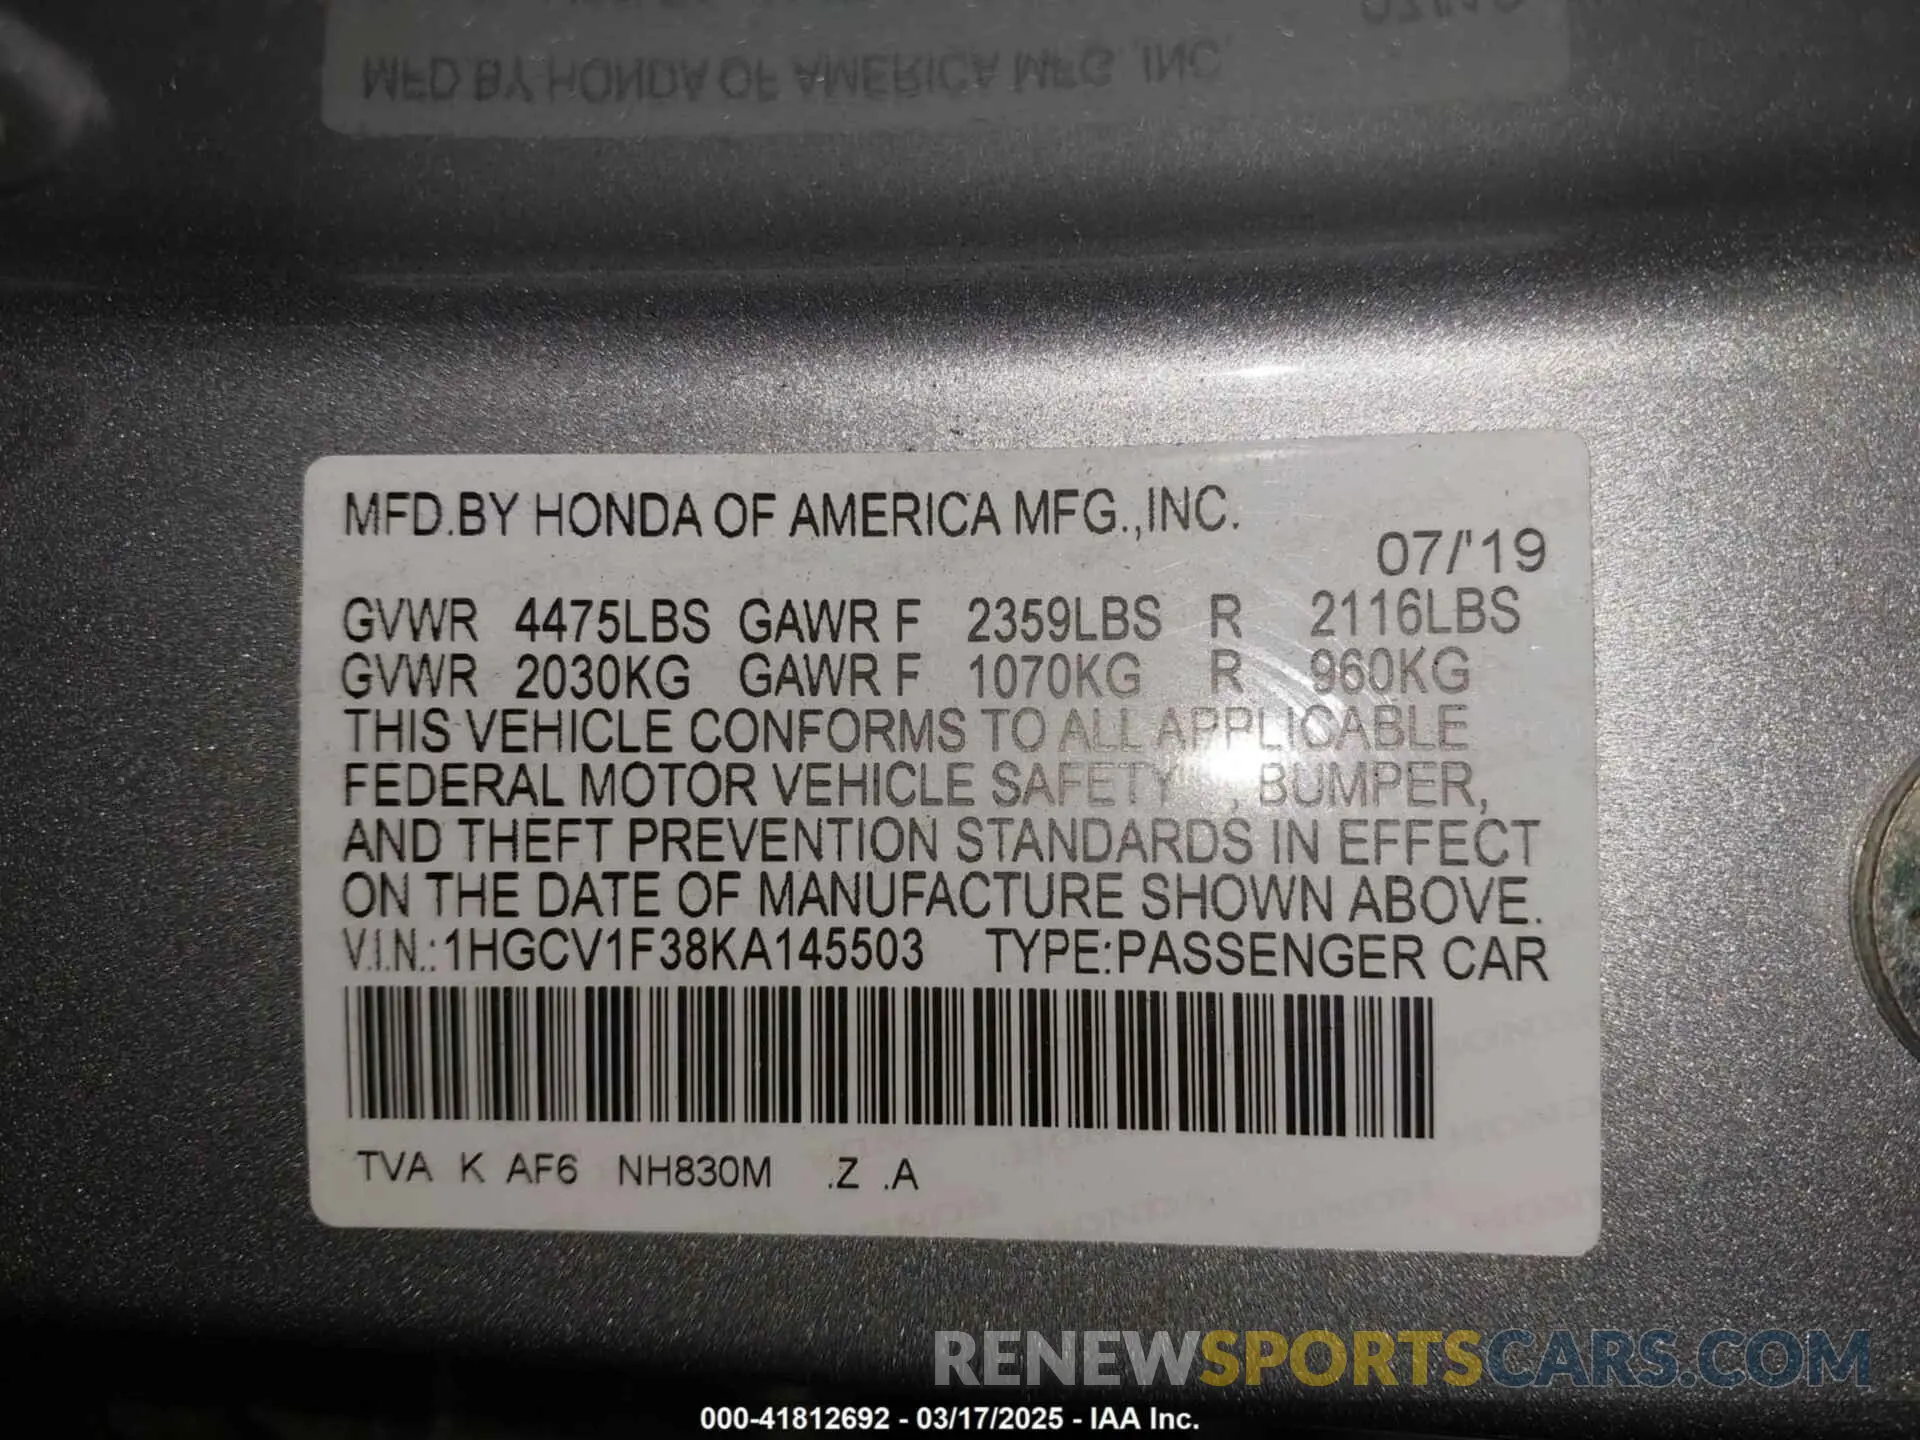 MFD.BY HONDA OF AMERICA MFG.,INC.
MFD.BY HONDA OF AMERICA MFG.,INC.
07/'19
GVWR 4475LBS GAWR F 2359LBS R 2116LBS
GVWR 2030KG GAWR F 1070KG R 960KG
THIS VEHICLE CONFORMS TO ALL APPLICABLE
FEDERAL MOTOR VEHICLE SAFETY , BUMPER,
AND THEFT PREVENTION STANDARDS IN EFFECT
ON THE DATE OF MANUFACTURE SHOWN ABOVE.
V.I.N.:1HGCV1F38KA145503 TYPE:PASSENGER CAR
TVA K AF6 NH830M .Z .A
RENEWSPORTSCARS.COM
000-41812692 - 03/17/2025 - IAA Inc.